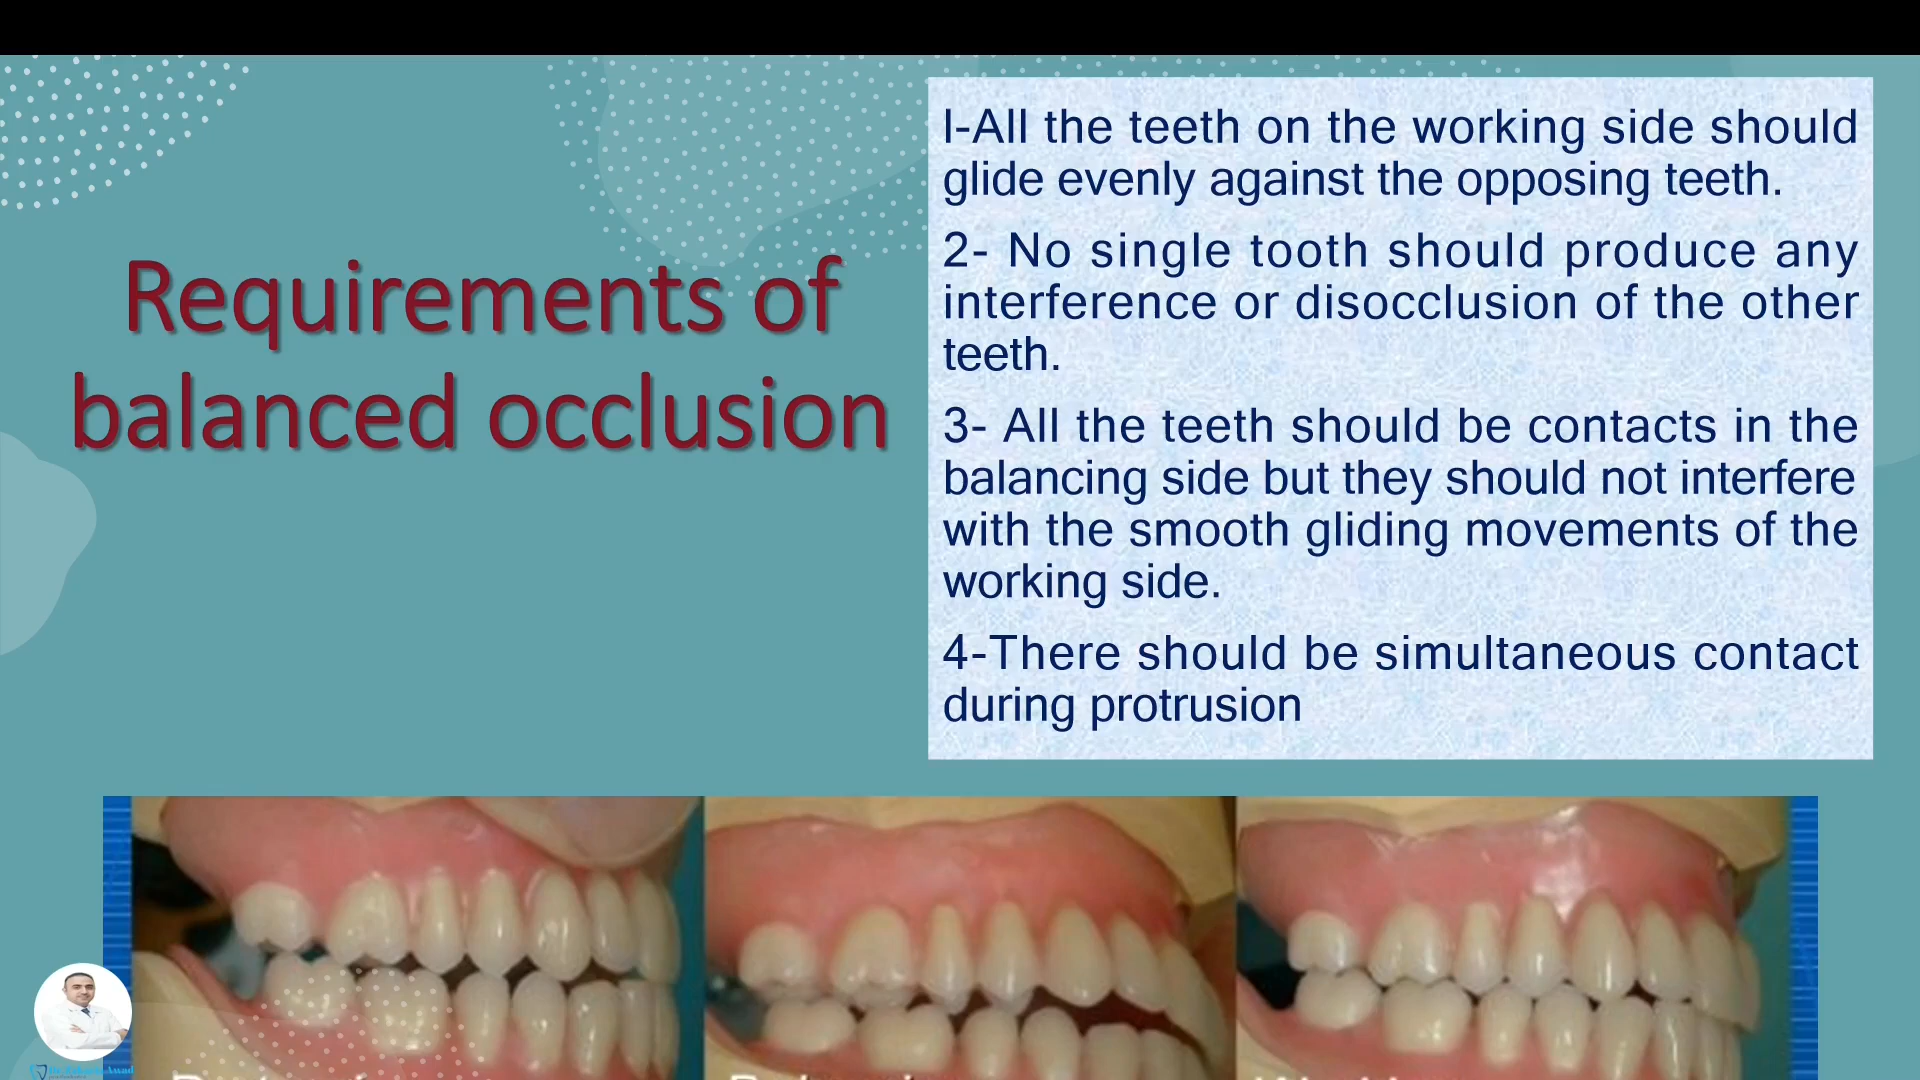 Requirements of
balanced occlusion
I-All the teeth on the working side should
glide evenly against the opposing teeth.
2- No single tooth should produce any
interference or disocclusion of the other
teeth.
3- All the teeth should be contacts in the
balancing side but they should not interfere
with the smooth gliding movements of the
working side.
4-There should be simultaneous contact
during protrusion